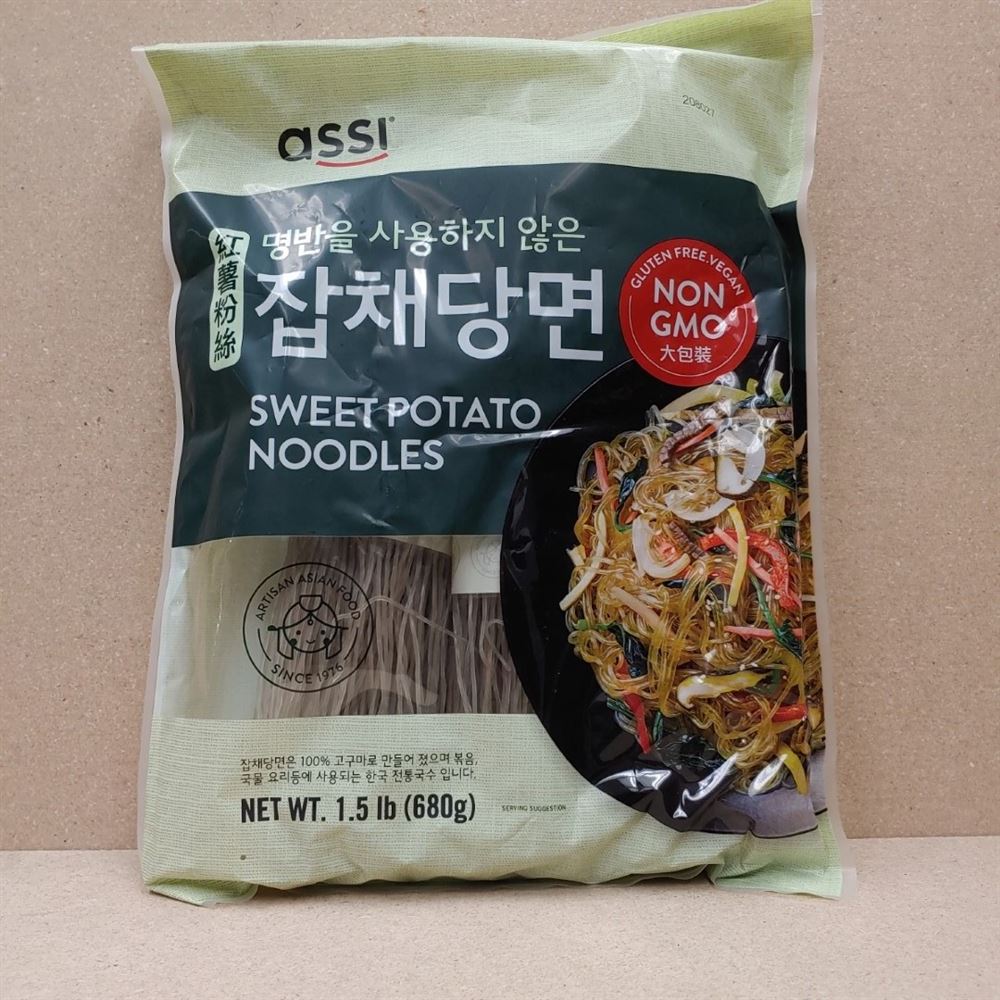 assi®
208027
명반을 사용하지 않은
잡채당면
紅薯粉絲
SWEET POTATO
NOODLES
GLUTEN FREE.VEGAN
NON
GMO
大包裝
ARTISAN ASIAN FOOD
SINCE 1976
잡채당면은 100% 고구마로 만들어 졌으며 볶음,
국물 요리등에 사용되는 한국 전통국수 입니다.
NET WT. 1.5 lb (680g)
SERVING SUGGESTION